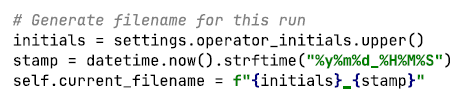 # Generate filename for this run
initials = settings.operator_initials.upper()
stamp = datetime.now().strftime("%y%m%d_%H%M%S")
self.current_filename = f"{initials}_{stamp}"